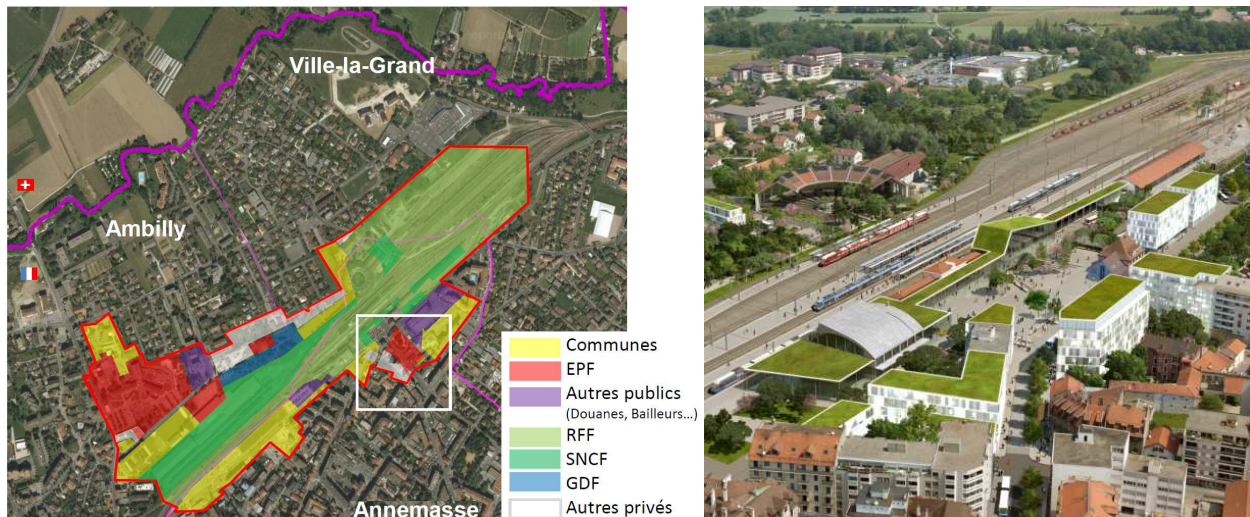 Ville-la-Grand
Ambilly
Annemasse
Communes
EPF
Autres publics
(Douanes, Bailleurs...)
RFF
SNCF
GDF
Autres privés